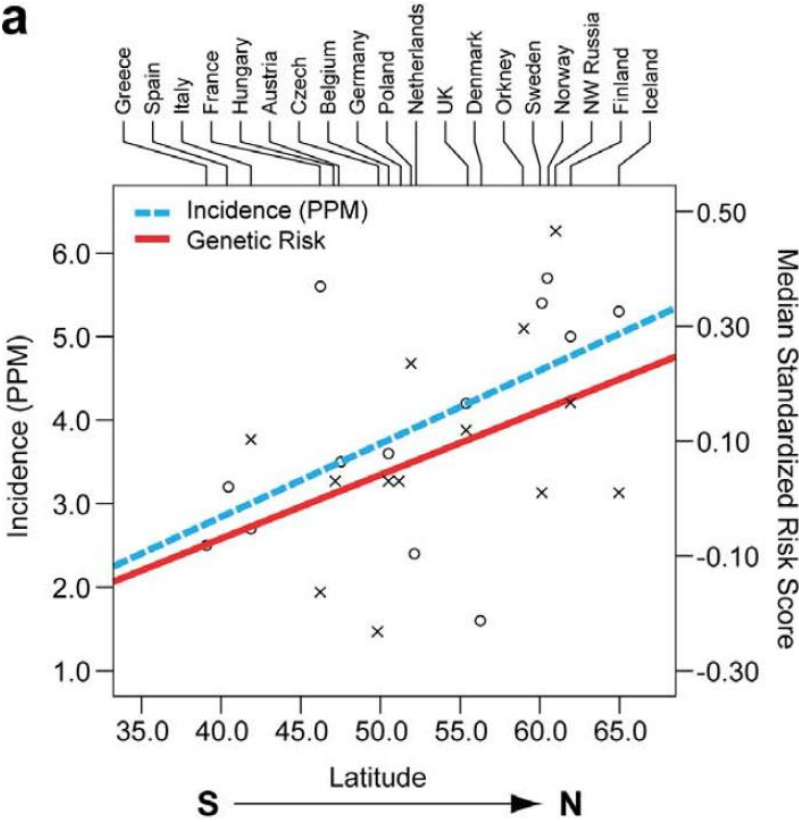 a
Greece
Spain
Italy
France
Hungary
Austria
Czech
Belgium
Germany
Poland
Netherlands
UK
Denmark
Orkney
Sweden
Norway
NW Russia
Finland
Iceland
Incidence (PPM)
Genetic Risk
6.0
5.0
4.0
3.0
2.0
1.0
Incidence (PPM)
0.50
0.30
0.10
-0.10
-0.30
Median Standardized Risk Score
35.0 40.0 45.0 50.0 55.0 60.0 65.0
Latitude
S N